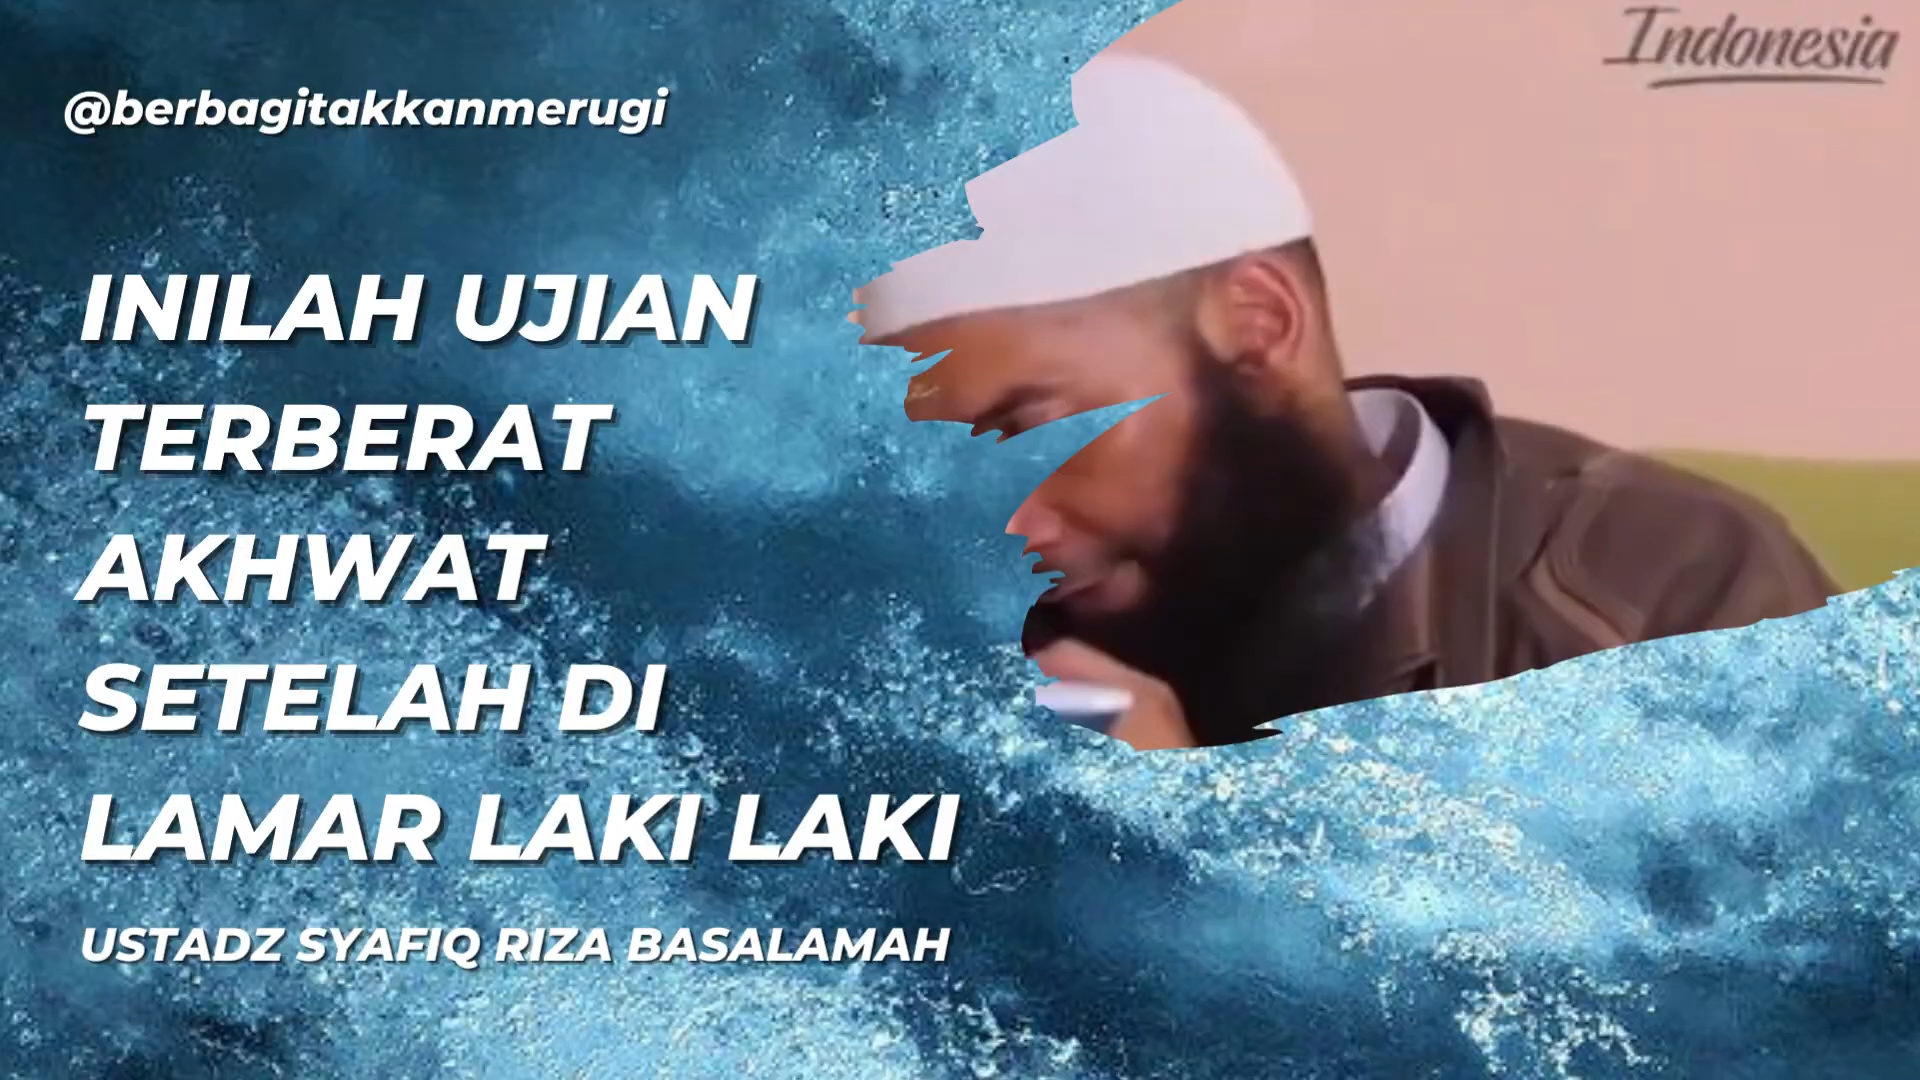 @berbagitakkanmerugi
Indonesia
INILAH UJIAN
TERBERAT
AKHWAT
SETELAH DI
LAMAR LAKI LAKI
USTADZ SYAFIQ RIZA BASALAMAH